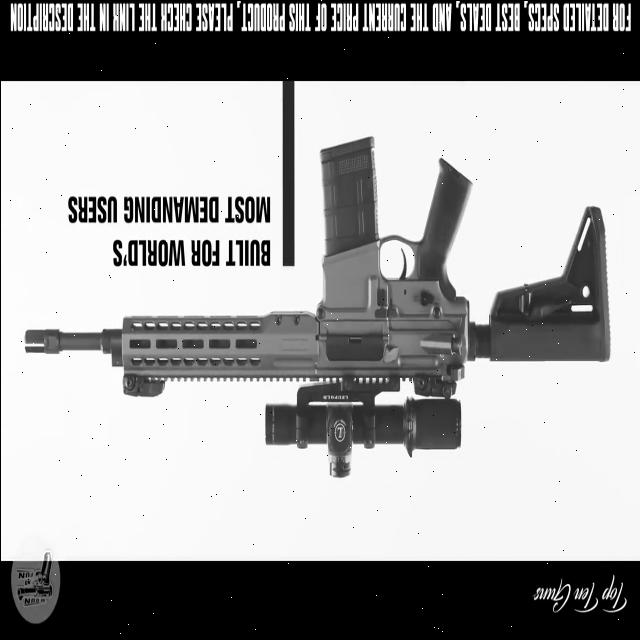 Top Ten Guns
LEUPOLD
BUILT FOR WORLD'S
MOST DEMANDING USERS
FOR DETAILED SPECS, BEST DEALS, AND THE CURRENT PRICE OF THIS PRODUCT, PLEASE CHECK THE LINK IN THE DESCRIPTION